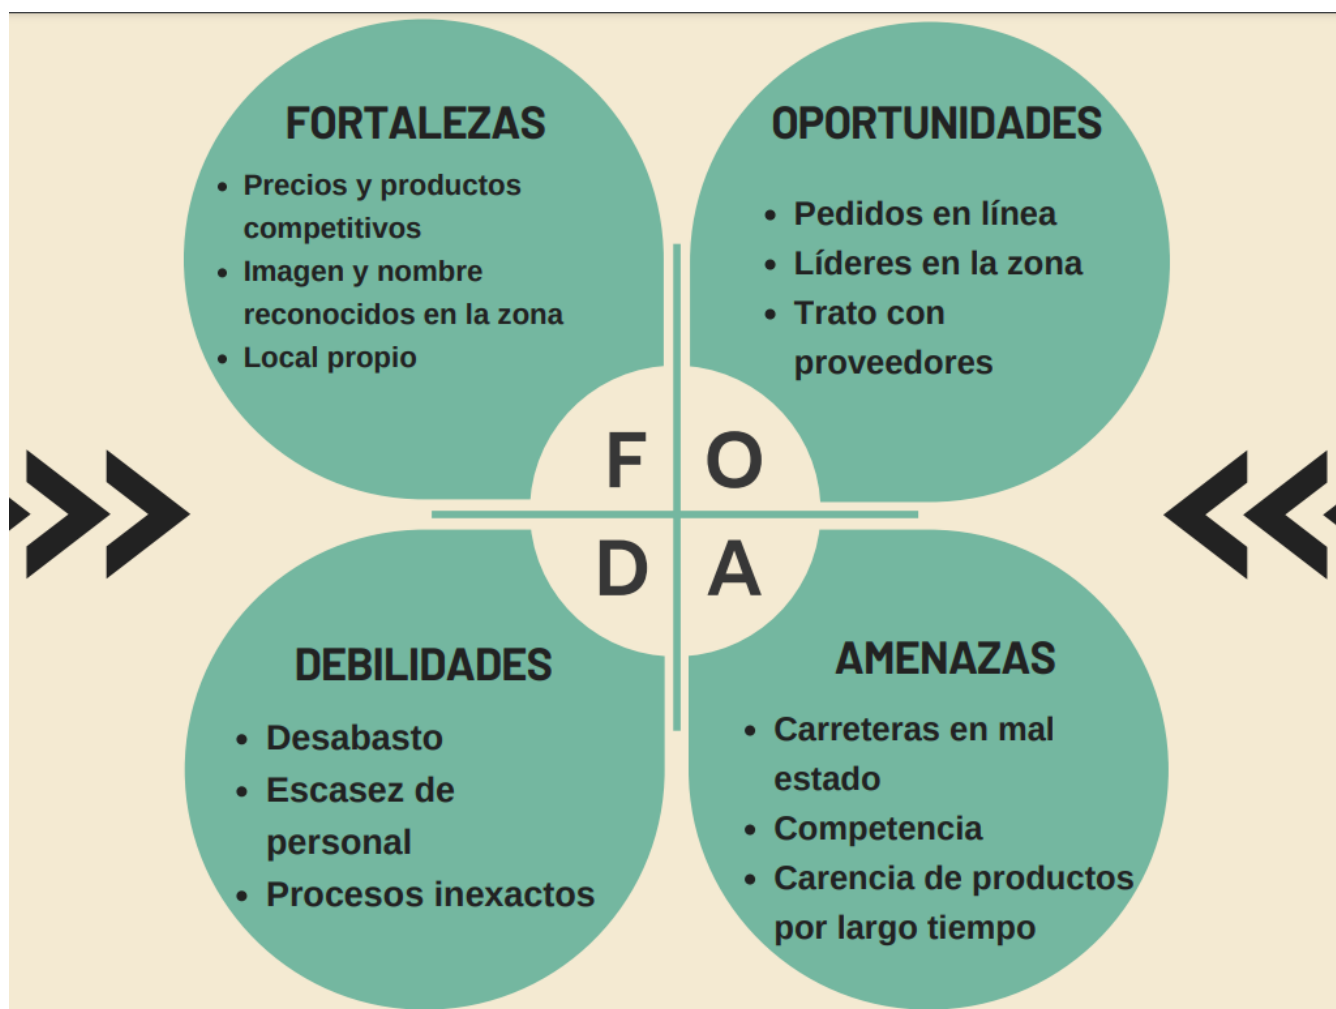 FORTALEZAS
• Precios y productos
competitivos
• Imagen y nombre
reconocidos en la zona
• Local propio
OPORTUNIDADES
• Pedidos en línea
• Líderes en la zona
• Trato con
proveedores
F O
D A
DEBILIDADES
• Desabasto
• Escasez de
personal
• Procesos inexactos
AMENAZAS
• Carreteras en mal
estado
• Competencia
• Carencia de productos
por largo tiempo